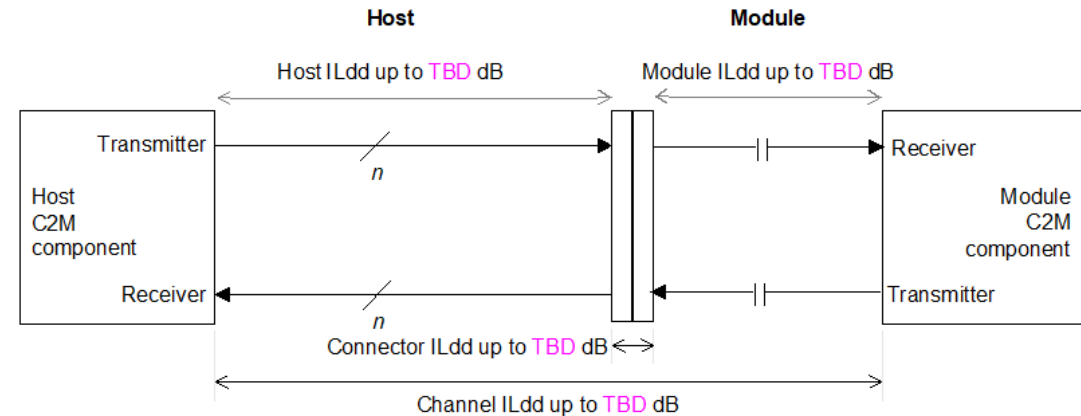 Host
Module
Host ILdd up to TBD dB
Module ILdd up to TBD dB
Transmitter
Receiver
n
Host
C2M
component
Module
C2M
component
Receiver
Transmitter
n
Connector ILdd up to TBD dB
Channel ILdd up to TBD dB